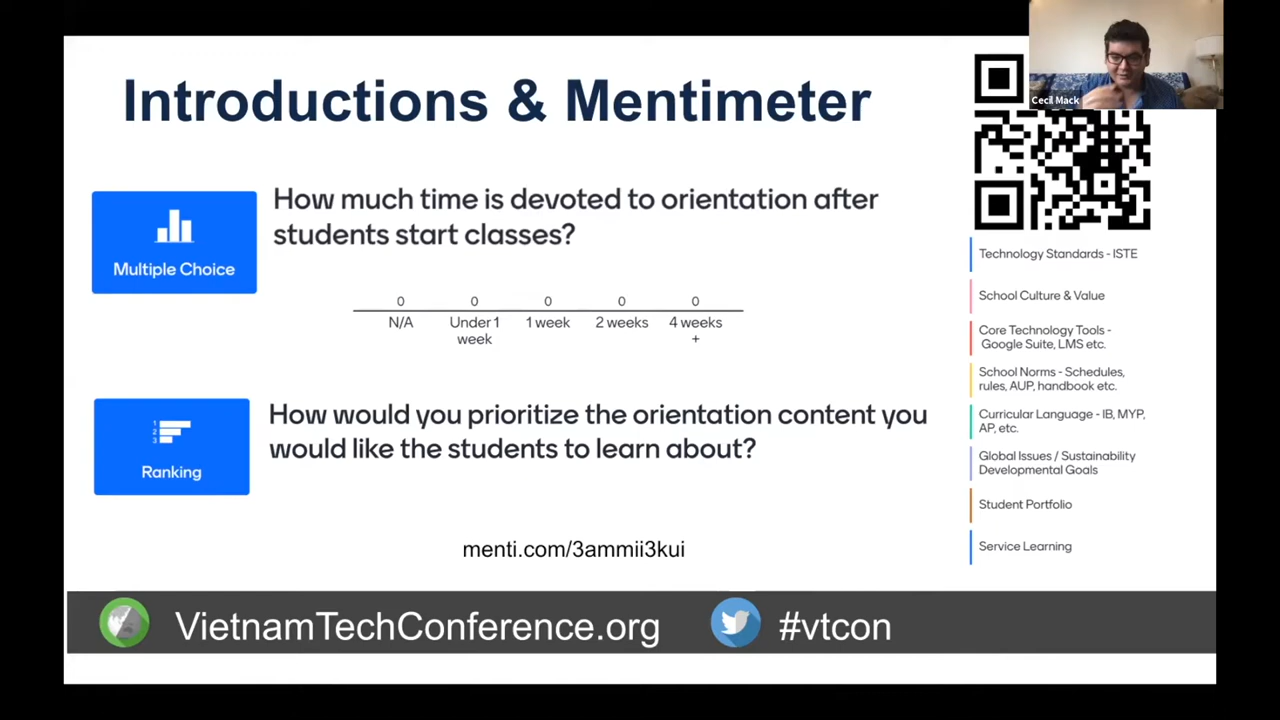 Introductions & Mentimeter
Cecil Mack
Multiple Choice
How much time is devoted to orientation after
students start classes?
0 0 0 0 0
N/A Under 1 1 week 2 weeks 4 weeks
week +
1
2
3
Ranking
How would you prioritize the orientation content you
would like the students to learn about?
menti.com/3ammii3kui
Technology Standards - ISTE
School Culture & Value
Core Technology Tools -
Google Suite, LMS etc.
School Norms - Schedules,
rules, AUP, handbook etc.
Curricular Language - IB, MYP,
AP, etc.
Global Issues / Sustainability
Developmental Goals
Student Portfolio
Service Learning
VietnamTechConference.org
#vtcon